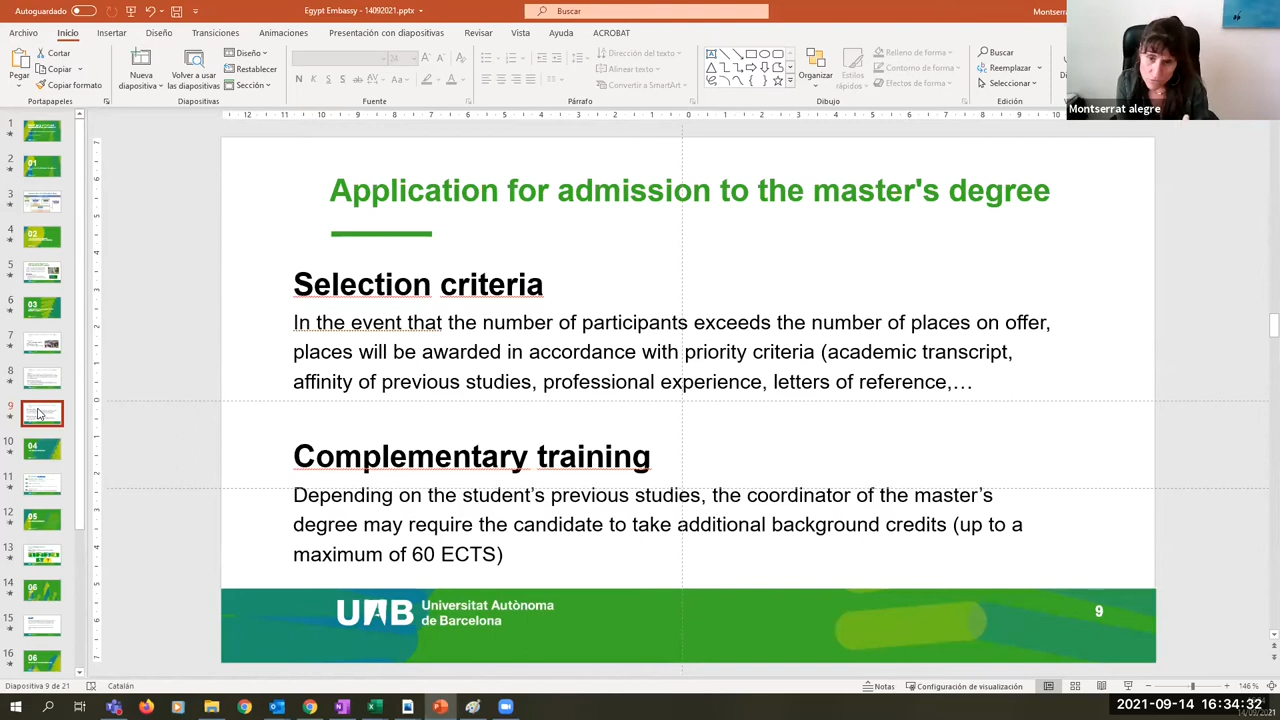 Autoguardado
Egypt Embassy - 14092021.pptx
Buscar
Archivo Inicio Insertar Diseño Transiciones Animaciones Presentación con diapositivas Revisar Vista Ayuda ACROBAT
Pegar
Cortar
Copiar
Copiar formato
Portapapeles
Nueva diapositiva
Volver a usar las diapositivas
Diseño
Restablecer
Sección
Diapositivas
Fuente
Dirección del texto
Alinear texto
Convertir a SmartArt
Párrafo
Organizar
Estilos rápidos
Relleno de forma
Contorno de forma
Efectos de forma
Dibujo
Buscar
Reemplazar
Seleccionar
Edición
Montserrat alegre
Application for admission to the master's degree
Selection criteria
In the event that the number of participants exceeds the number of places on offer,
places will be awarded in accordance with priority criteria (academic transcript,
affinity of previous studies, professional experience, letters of reference,…
Complementary training
Depending on the student’s previous studies, the coordinator of the master’s
degree may require the candidate to take additional background credits (up to a
maximum of 60 ECTS)
UAB Universitat Autònoma
de Barcelona
9
Diapositiva 9 de 21 Catalán
Notas Configuración de visualización 146 %
2021-09-14 16:34:32